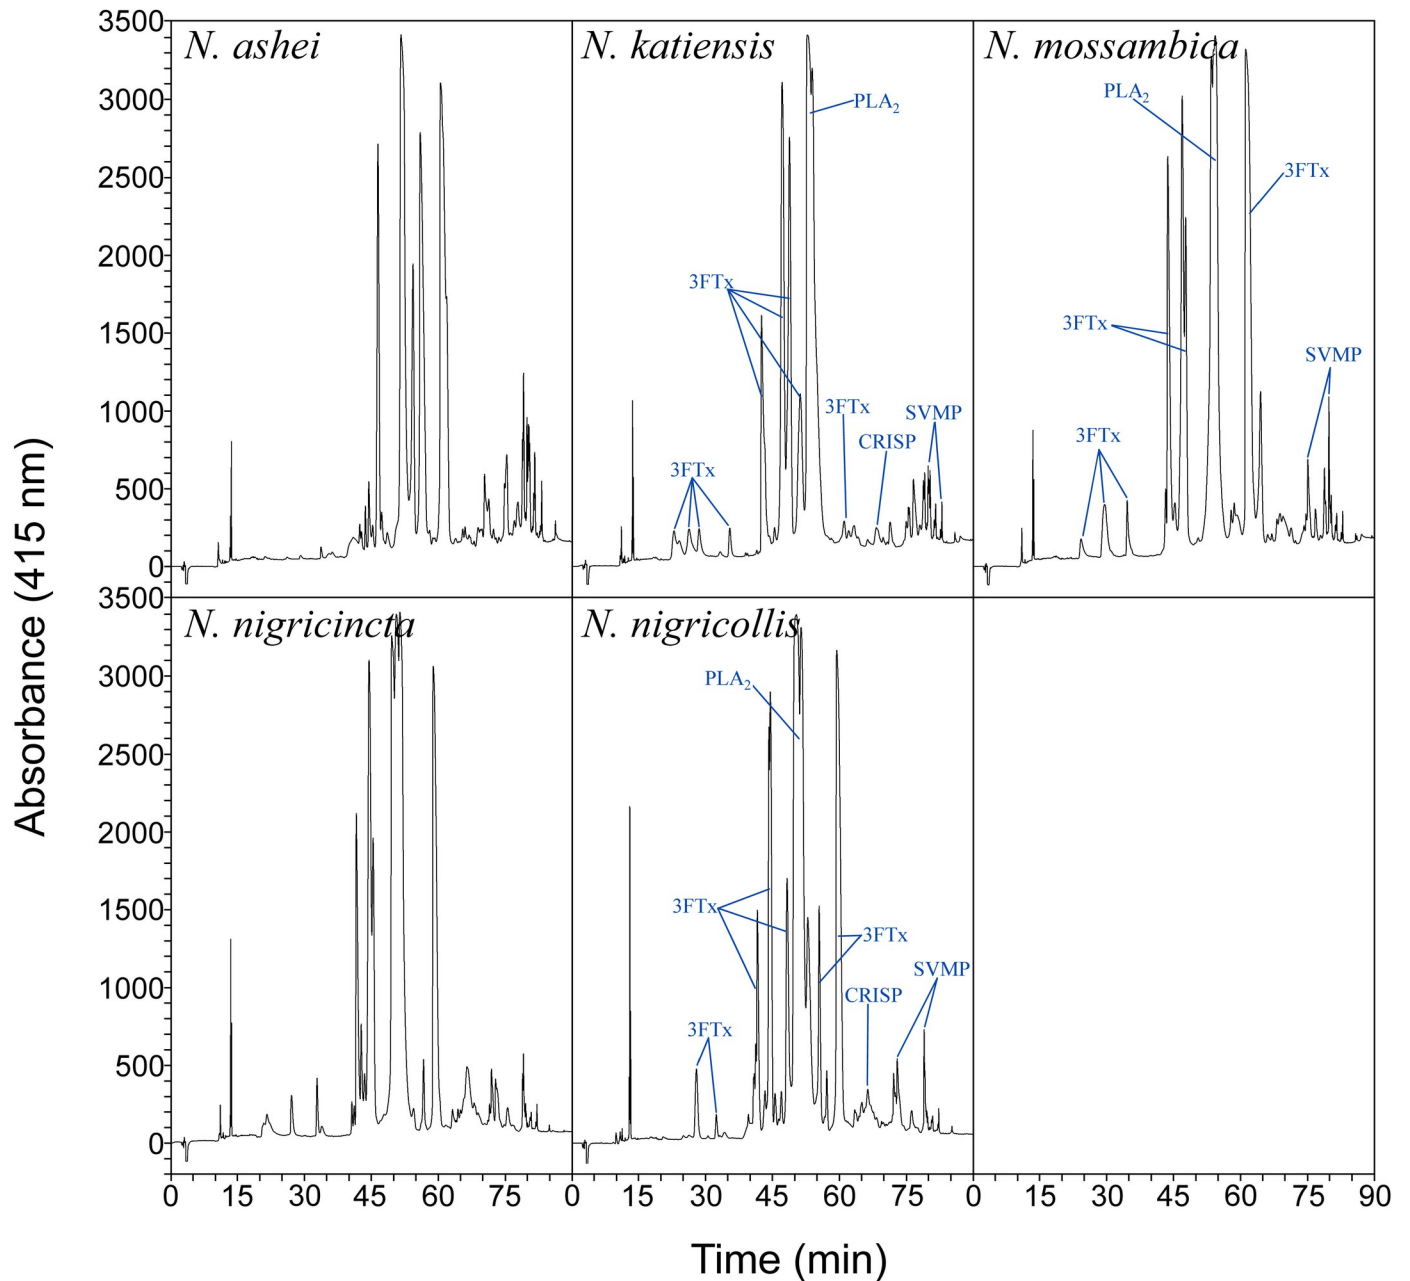 N. ashei
N. katiensis
N. mossambica
3500
3000
2500
2000
1500
1000
500
0
PLA2
3FTx
3FTx
3FTx
CRISP
SVMP
PLA2
3FTx
3FTx
3FTx
SVMP
Absorbance (415 nm)
N. nigricincta
N. nigricollis
3500
3000
2500
2000
1500
1000
500
0
PLA2
3FTx
3FTx
3FTx
CRISP
SVMP
0 15 30 45 60 75 0 15 30 45 60 75 0 15 30 45 60 75 90
Time (min)